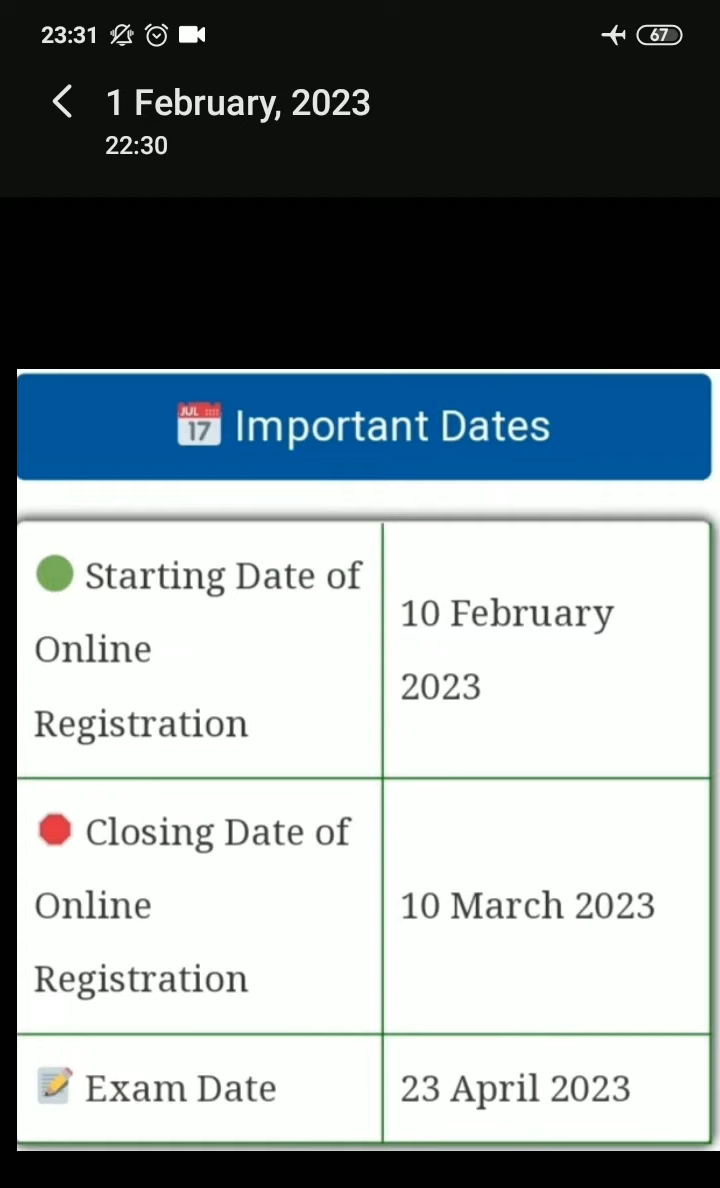 23:31
67
1 February, 2023
22:30
JUL
17
Important Dates
Starting Date of
Online
Registration
10 February
2023
Closing Date of
Online
Registration
10 March 2023
Exam Date
23 April 2023